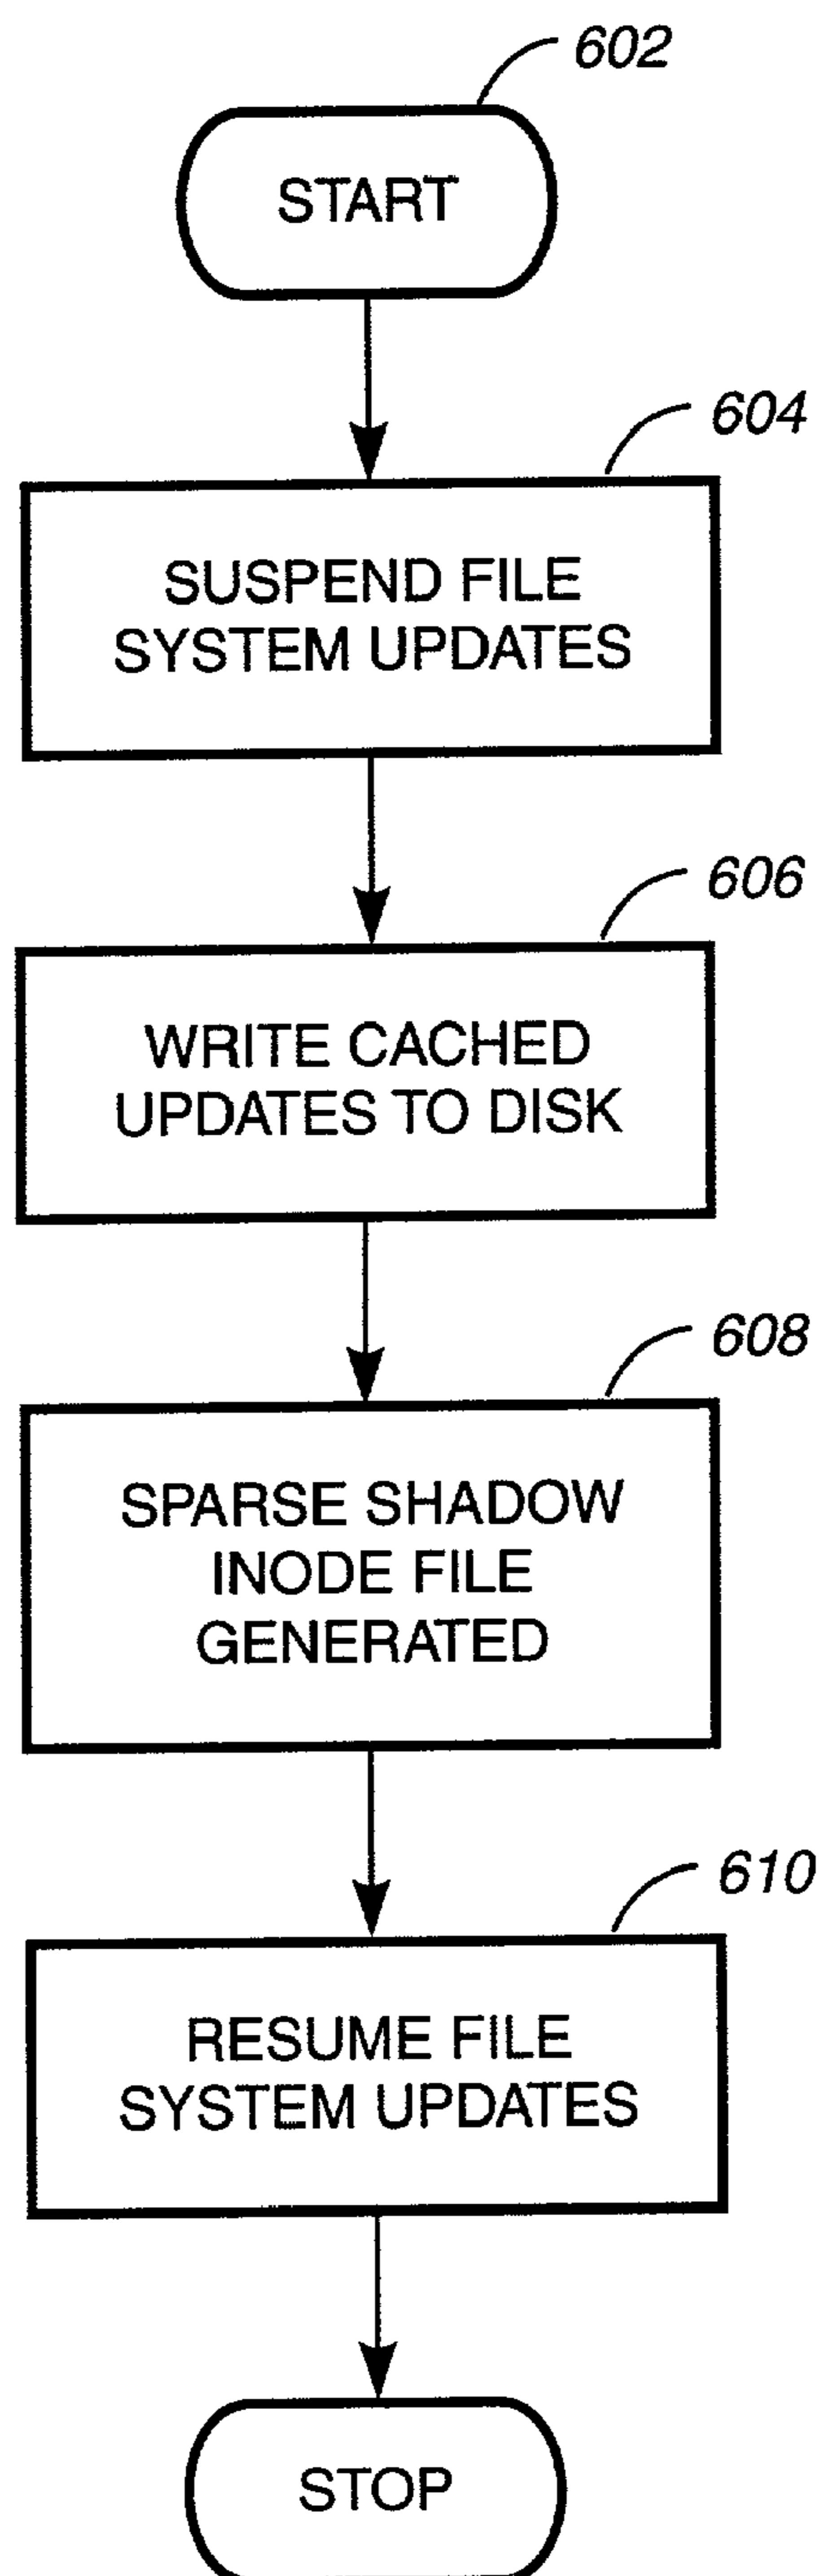 602
START
604
SUSPEND FILE
SYSTEM UPDATES
606
WRITE CACHED
UPDATES TO DISK
608
SPARSE SHADOW
INODE FILE
GENERATED
610
RESUME FILE
SYSTEM UPDATES
STOP